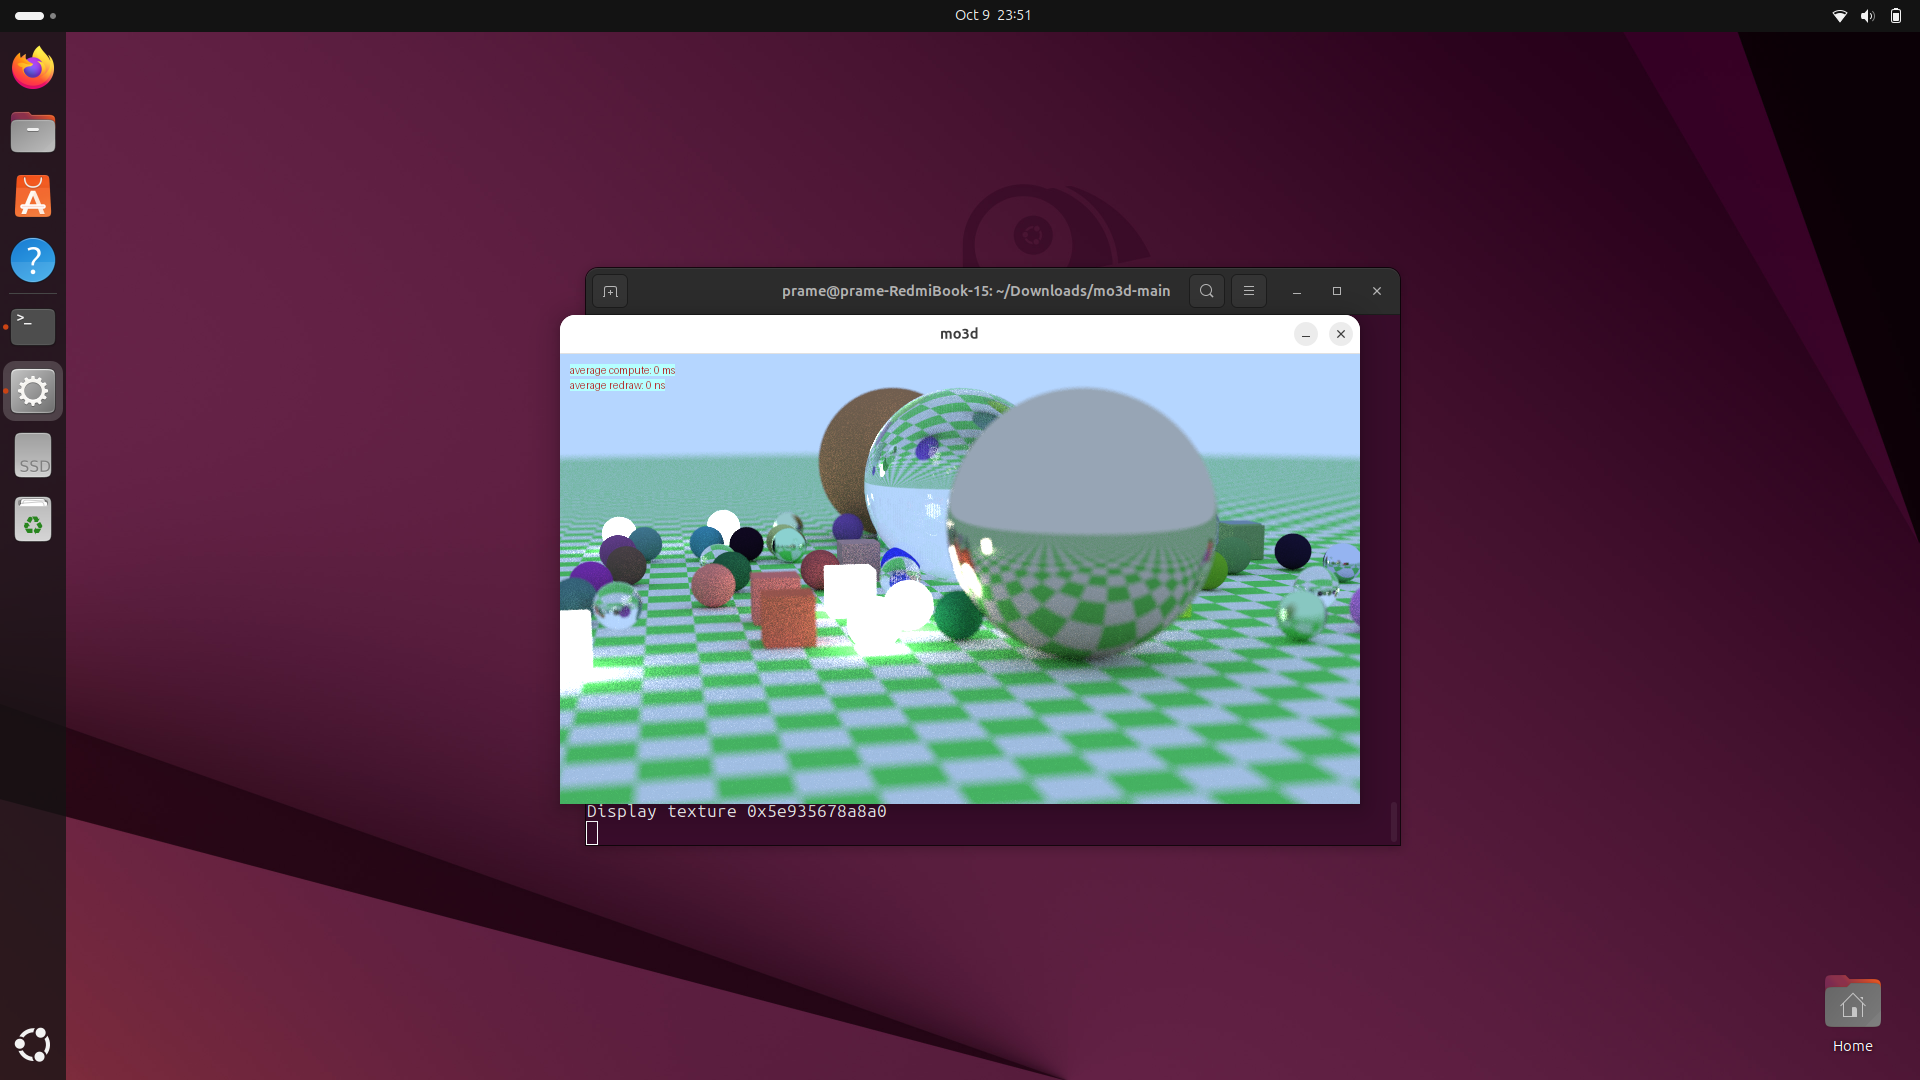 Oct 9 23:51
prame@prame-RedmiBook-15: ~/Downloads/mo3d-main
mo3d
average compute: 0 ms
average redraw: 0 ns
>_
?
SSD
Display texture 0x5e935678a8a0
Home